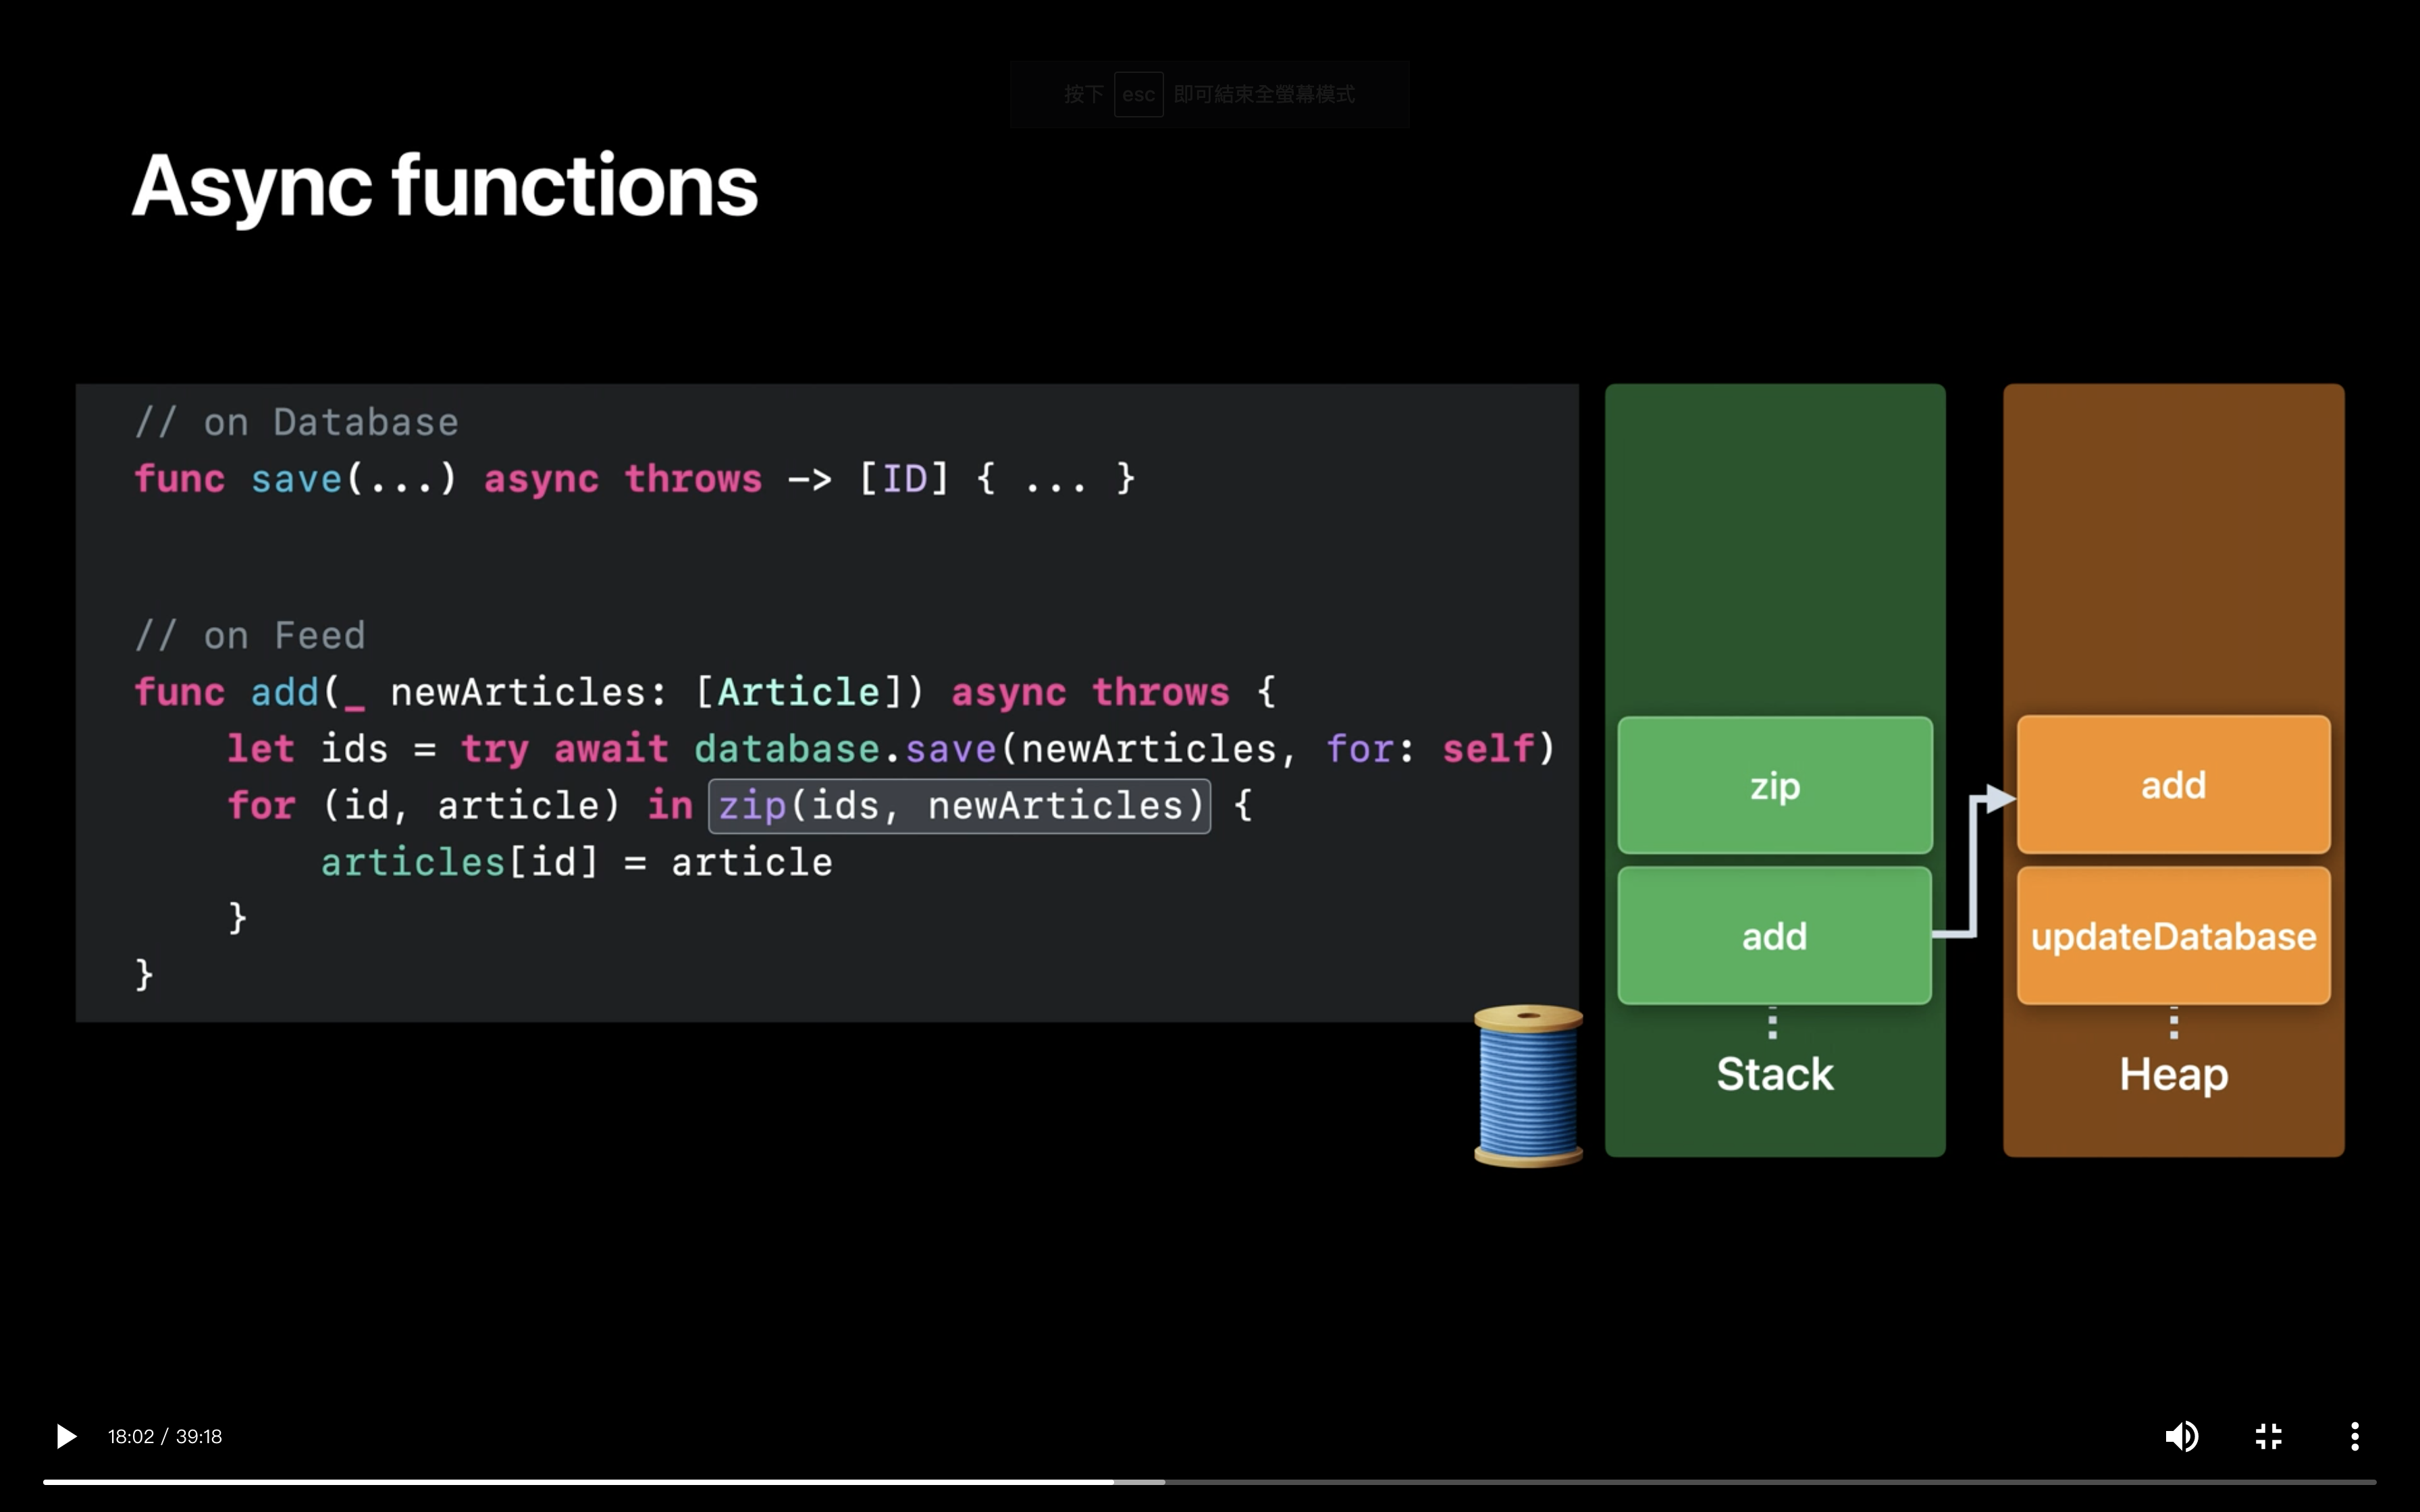 按下 esc 即可結束全螢幕模式
Async functions
// on Database
func save(...) async throws -> [ID] { ... }
// on Feed
func add(_ newArticles: [Article]) async throws {
    let ids = try await database.save(newArticles, for: self)
    for (id, article) in zip(ids, newArticles) {
        articles[id] = article
    }
}
zip
add
Stack
add
updateDatabase
Heap
18:02 / 39:18